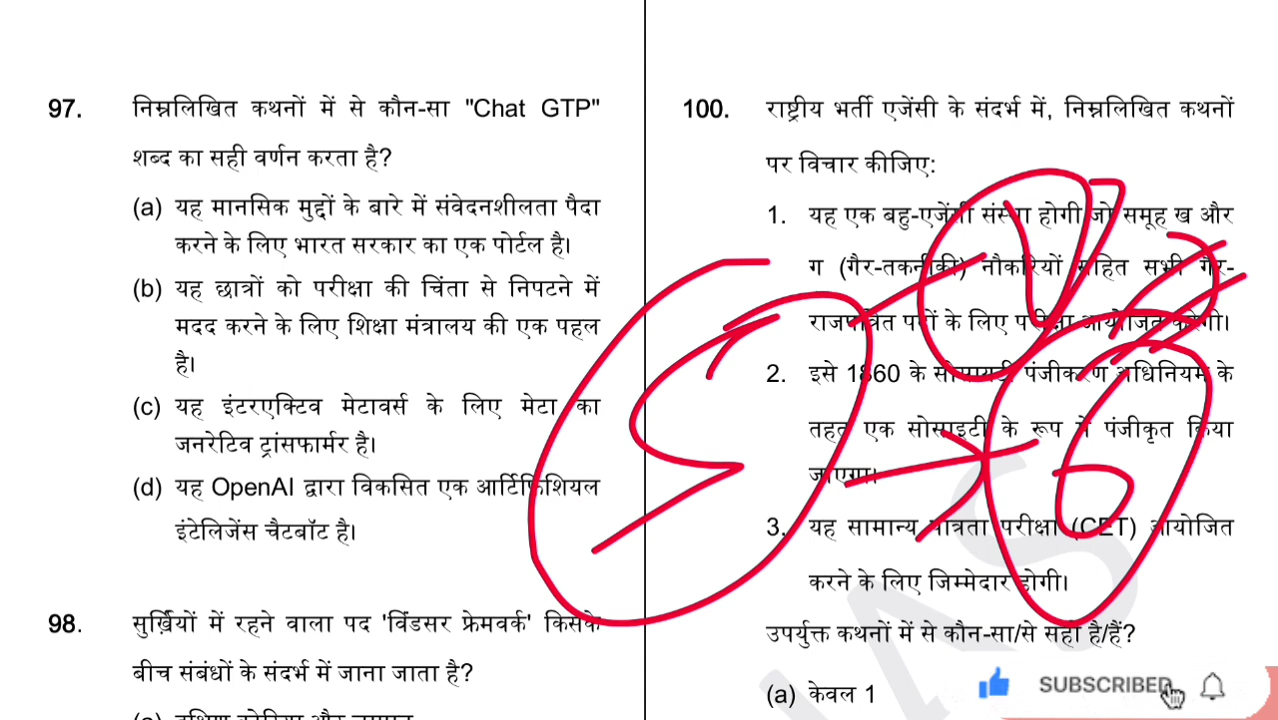 97. निम्नलिखित कथनों में से कौन-सा "Chat GTP"
शब्द का सही वर्णन करता है?
(a) यह मानसिक मुद्दों के बारे में संवेदनशीलता पैदा
करने के लिए भारत सरकार का एक पोर्टल है।
(b) यह छात्रों को परीक्षा की चिंता से निपटने में
मदद करने के लिए शिक्षा मंत्रालय की एक पहल
है।
(c) यह इंटरएक्टिव मेटावर्स के लिए मेटा का
जनरेटिव ट्रांसफार्मर है।
(d) यह OpenAI द्वारा विकसित एक आर्टिफिशियल
इंटेलिजेंस चैटबॉट है।
98. सुर्ख़ियों में रहने वाला पद 'विंडसर फ्रेमवर्क' किसके
बीच संबंधों के संदर्भ में जाना जाता है?
100. राष्ट्रीय भर्ती एजेंसी के संदर्भ में, निम्नलिखित कथनों
पर विचार कीजिए:
1. यह एक बहु-एजेंसी संस्था होगी जो समूह ख और
ग (गैर-तकनीकी) नौकरियों सहित सभी गैर-
राजपत्रित पदों के लिए परीक्षा आयोजित करेगी।
2. इसे 1860 के सोसायटी पंजीकरण अधिनियम के
तहत एक सोसाइटी के रूप में पंजीकृत किया
जाएगा।
3. यह सामान्य पात्रता परीक्षा (CET) आयोजित
करने के लिए जिम्मेदार होगी।
उपर्युक्त कथनों में से कौन-सा/से सही है/हैं?
(a) केवल 1
SUBSCRIBED